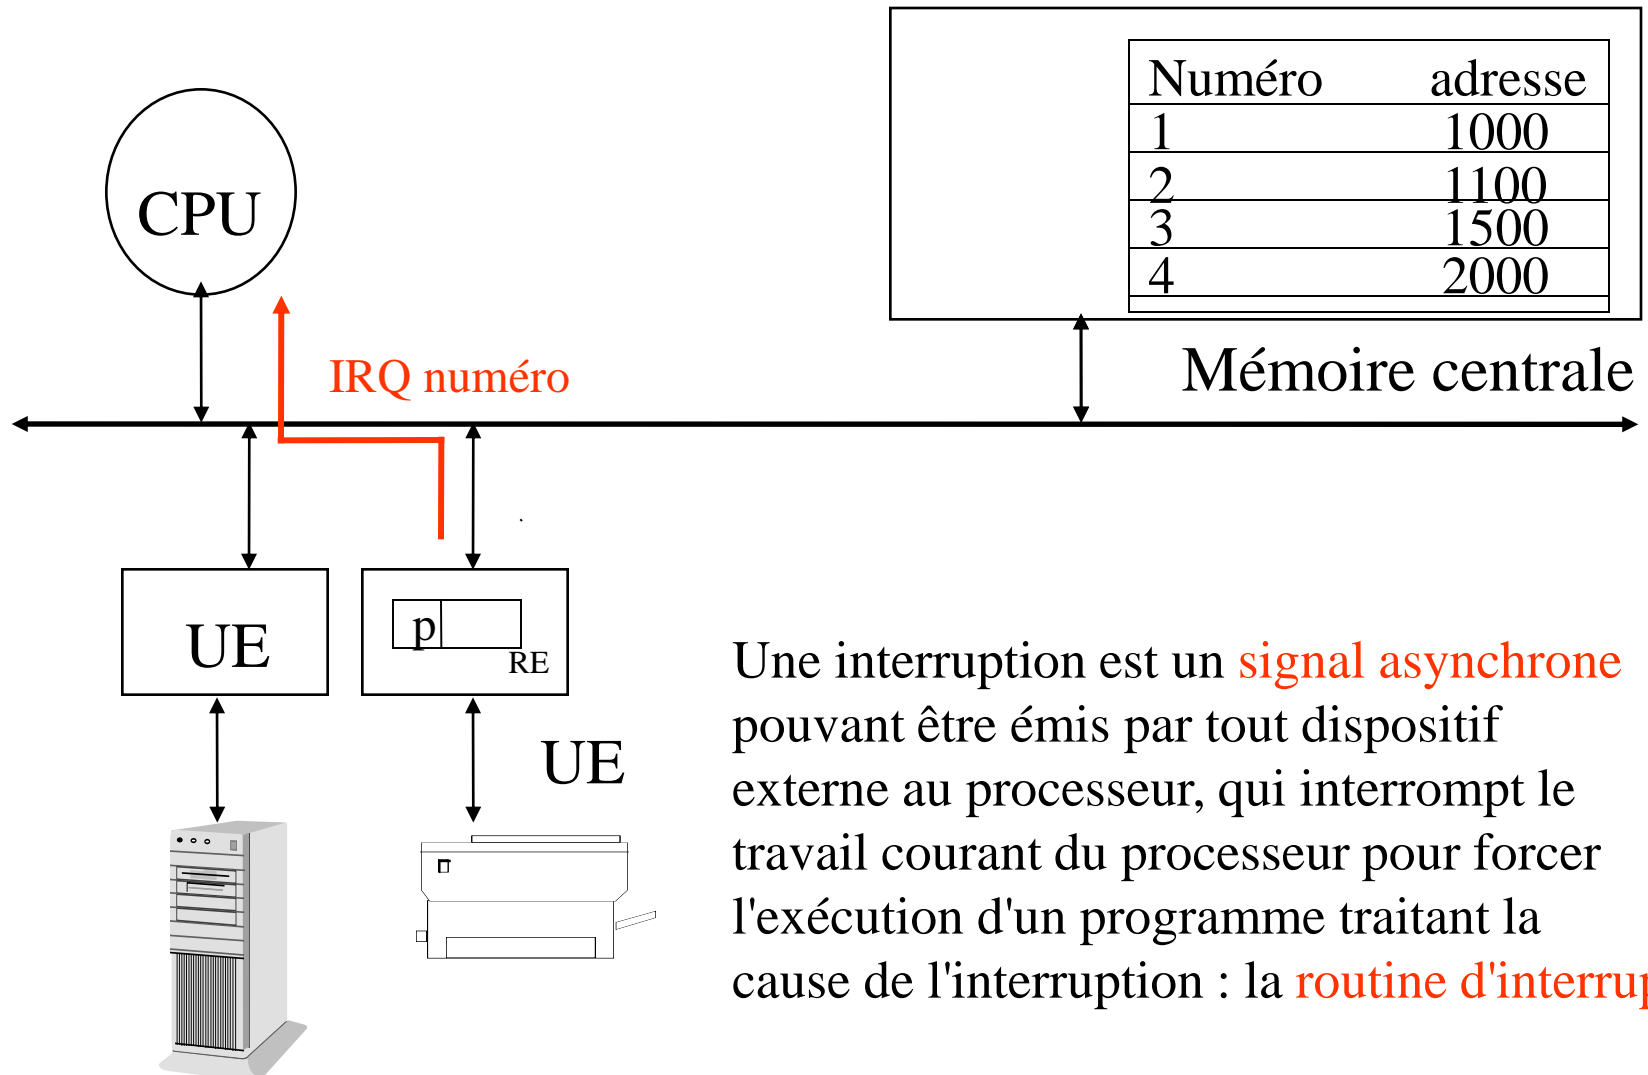 Numéro adresse
1 1000
2 1100
3 1500
4 2000
CPU
IRQ numéro
Mémoire centrale
UE
p
RE
UE
Une interruption est un signal asynchrone
pouvant être émis par tout dispositif
externe au processeur, qui interrompt le
travail courant du processeur pour forcer
l'exécution d'un programme traitant la
cause de l'interruption : la routine